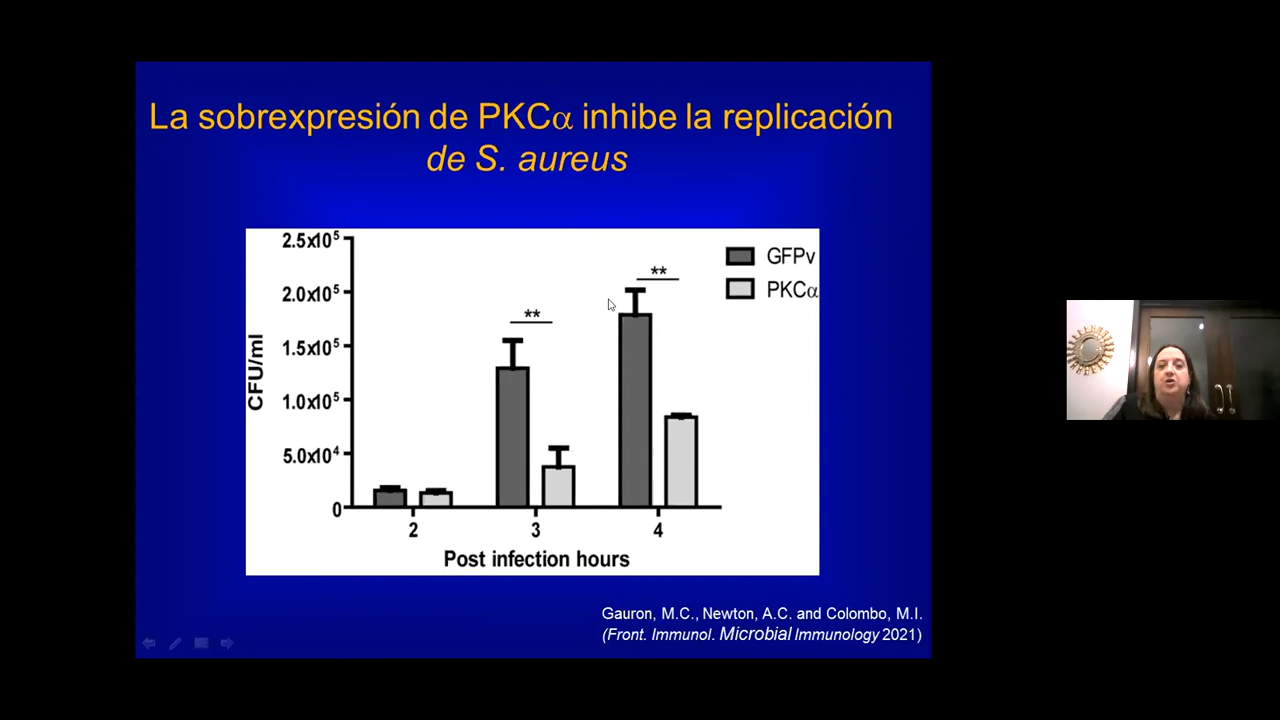 La sobrexpresión de PKCα inhibe la replicación
de S. aureus
2.5x10⁵
2.0x10⁵
1.5x10⁵
1.0x10⁵
5.0x10⁴
0
CFU/ml
**
**
GFPv
PKCα
2 3 4
Post infection hours
Gauron, M.C., Newton, A.C. and Colombo, M.I.
(Front. Immunol. Microbial Immunology 2021)